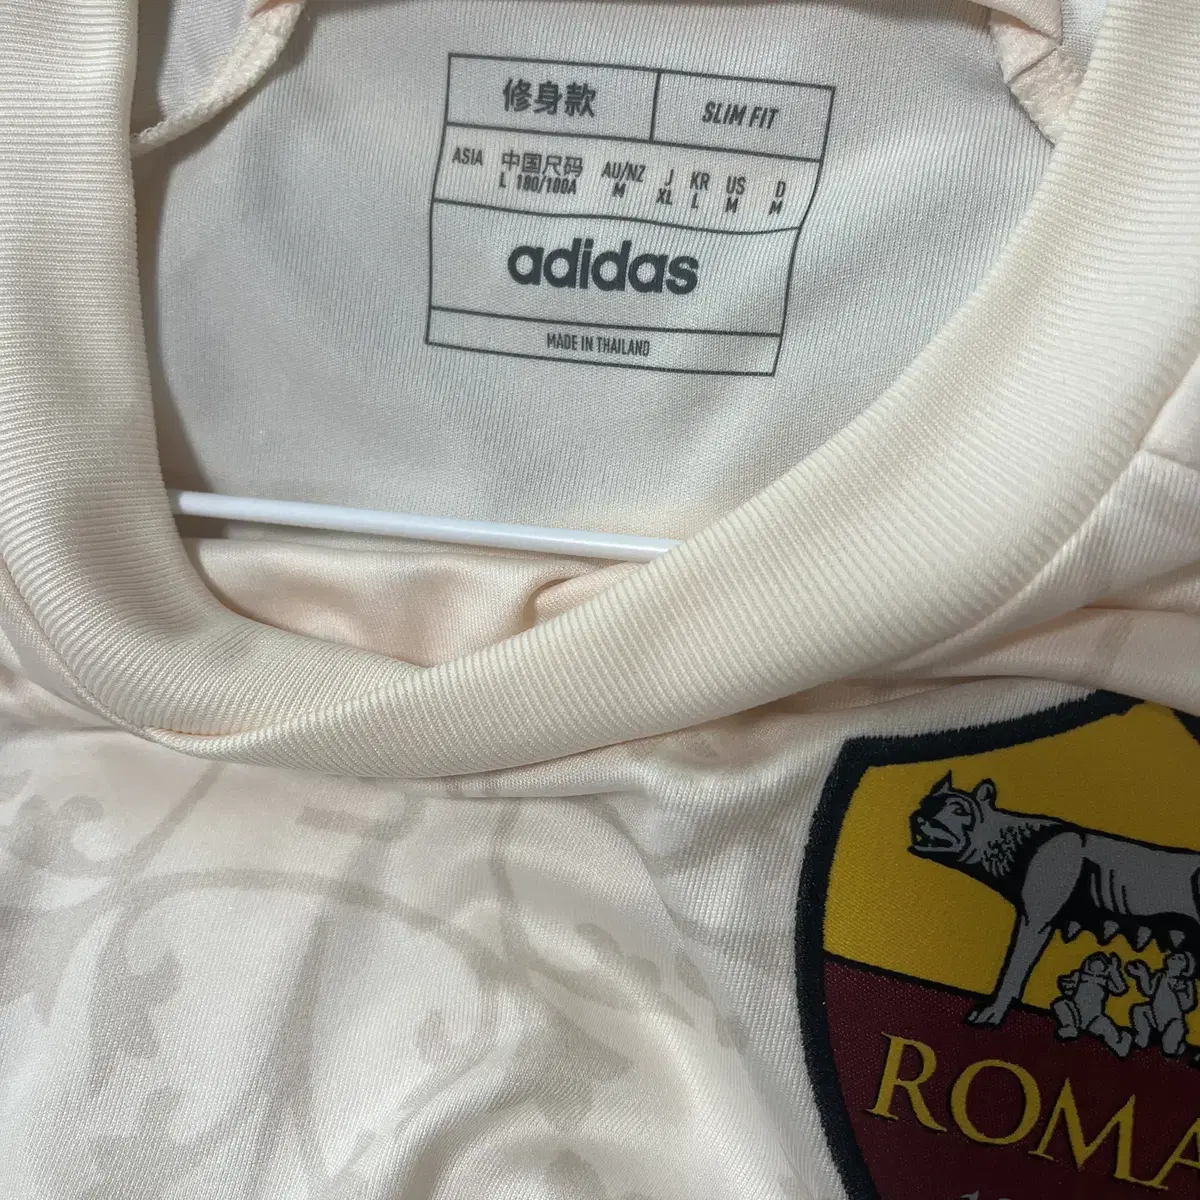 修身款 SLIM FIT
ASIA 中国尺码 AU/NZ J KR US D
L 180/100A M XL L M M
adidas
MADE IN THAILAND
ROMA